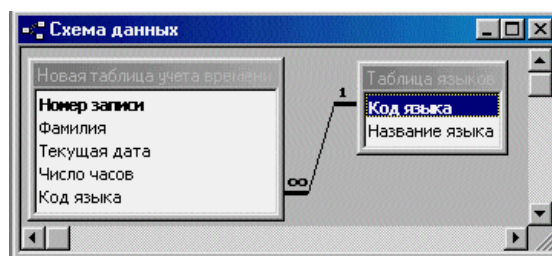 Схема данных
Новая таблица учета времени
Номер записи
Фамилия
Текущая дата
Число часов
Код языка
Таблица языков
Код языка
Название языка
1
∞